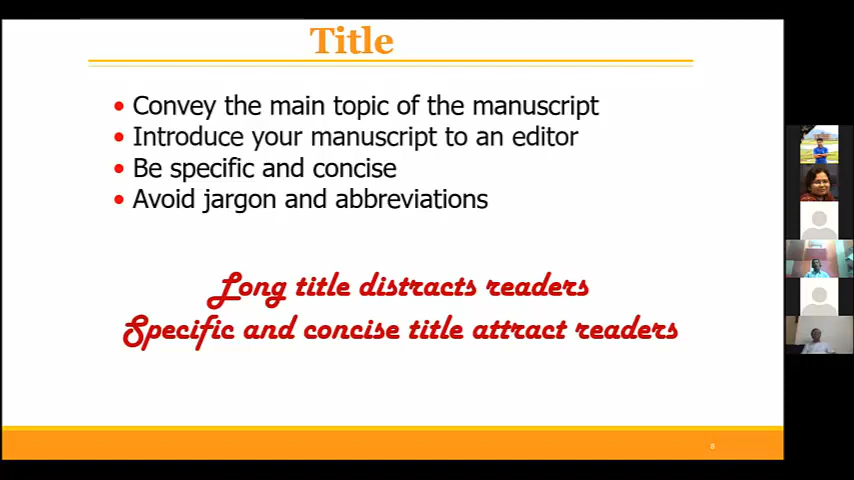 Title
• Convey the main topic of the manuscript
• Introduce your manuscript to an editor
• Be specific and concise
• Avoid jargon and abbreviations
Long title distracts readers
Specific and concise title attract readers
8